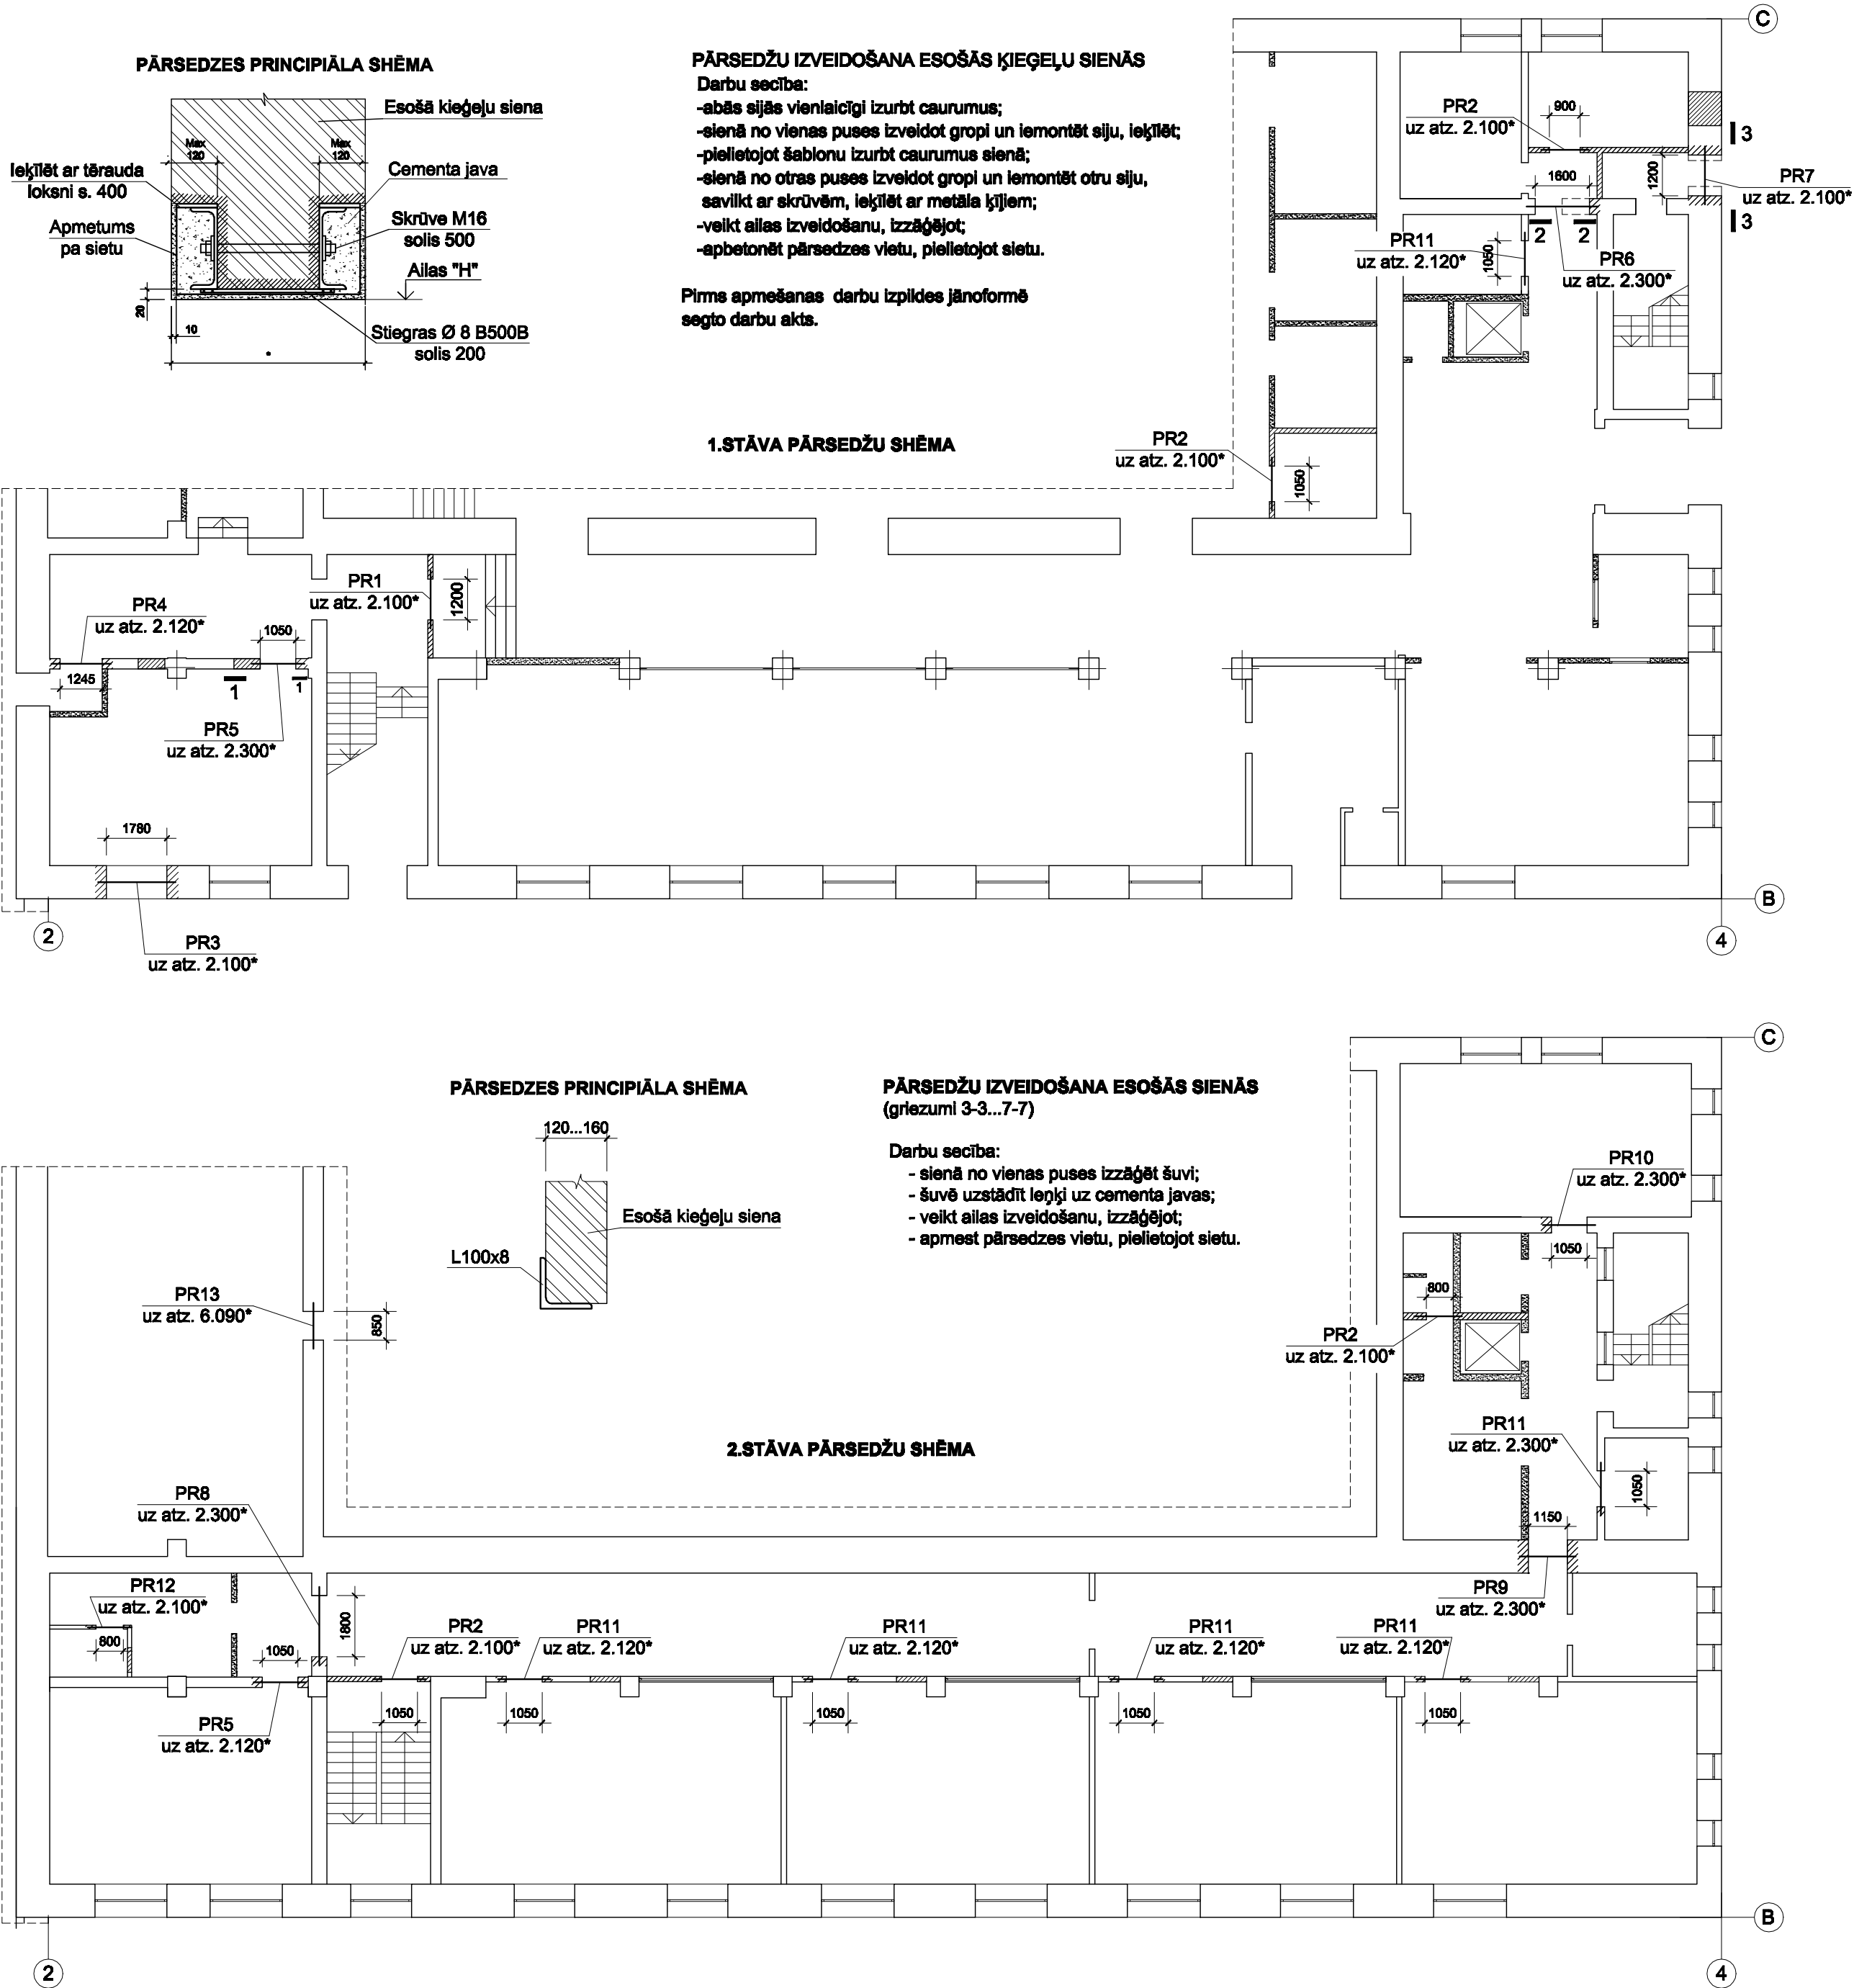 PĀRSEDZES PRINCIPIĀLA SHĒMA
Esošā kieģeļu siena
Max
120
Max
120
Ieķīlēt ar tērauda
loksni s. 400
Cementa java
Apmetums
pa sietu
Skrūve M16
solis 500
Ailas "H"
20
10
Stiegras Ø 8 B500B
solis 200
PĀRSEDŽU IZVEIDOŠANA ESOŠĀS ĶIEĢEĻU SIENĀS
Darbu secība:
-abās sijās vienlaicīgi izurbt caurumus;
-sienā no vienas puses izveidot gropi un iemontēt siju, ieķīlēt;
-pielietojot šablonu izurbt caurumus sienā;
-sienā no otras puses izveidot gropi un iemontēt otru siju,
savilkt ar skrūvēm, ieķīlēt ar metāla ķīļiem;
-veikt ailas izveidošanu, izzāģējot;
-apbetonēt pārsedzes vietu, pielietojot sietu.
Pirms apmešanas darbu izpildes jānoformē
segto darbu akts.
1.STĀVA PĀRSEDŽU SHĒMA
C
PR2
uz atz. 2.100*
900
3
1600
1200
PR7
uz atz. 2.100*
3
2
2
PR11
uz atz. 2.120*
1050
PR6
uz atz. 2.300*
PR2
uz atz. 2.100*
1050
PR1
uz atz. 2.100*
1200
PR4
uz atz. 2.120*
1050
1245
1
1
PR5
uz atz. 2.300*
1780
PR3
uz atz. 2.100*
2
B
4
C
PĀRSEDZES PRINCIPIĀLA SHĒMA
120...160
Esošā kieģeļu siena
L100x8
PĀRSEDŽU IZVEIDOŠANA ESOŠĀS SIENĀS
(griezumi 3-3...7-7)
Darbu secība:
- sienā no vienas puses izzāģēt šuvi;
- šuvē uzstādīt leņķi uz cementa javas;
- veikt ailas izveidošanu, izzāģējot;
- apmest pārsedzes vietu, pielietojot sietu.
PR10
uz atz. 2.300*
1050
800
PR13
uz atz. 6.090*
850
PR2
uz atz. 2.100*
2.STĀVA PĀRSEDŽU SHĒMA
PR11
uz atz. 2.300*
1050
1150
PR8
uz atz. 2.300*
PR9
uz atz. 2.300*
PR12
uz atz. 2.100*
800
1050
1800
PR2
uz atz. 2.100*
PR11
uz atz. 2.120*
PR11
uz atz. 2.120*
PR11
uz atz. 2.120*
PR11
uz atz. 2.120*
PR5
uz atz. 2.120*
1050
1050
1050
1050
1050
B
2
4